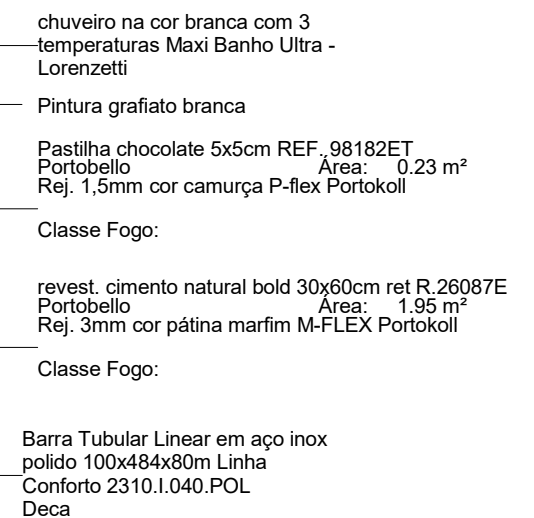 chuveiro na cor branca com 3
temperaturas Maxi Banho Ultra -
Lorenzetti
Pintura grafiato branca
Pastilha chocolate 5x5cm REF. 98182ET
Portobello Área: 0.23 m²
Rej. 1,5mm cor camurça P-flex Portokoll
Classe Fogo:
revest. cimento natural bold 30x60cm ret R.26087E
Portobello Área: 1.95 m²
Rej. 3mm cor pátina marfim M-FLEX Portokoll
Classe Fogo:
Barra Tubular Linear em aço inox
polido 100x484x80m Linha
Conforto 2310.I.040.POL
Deca